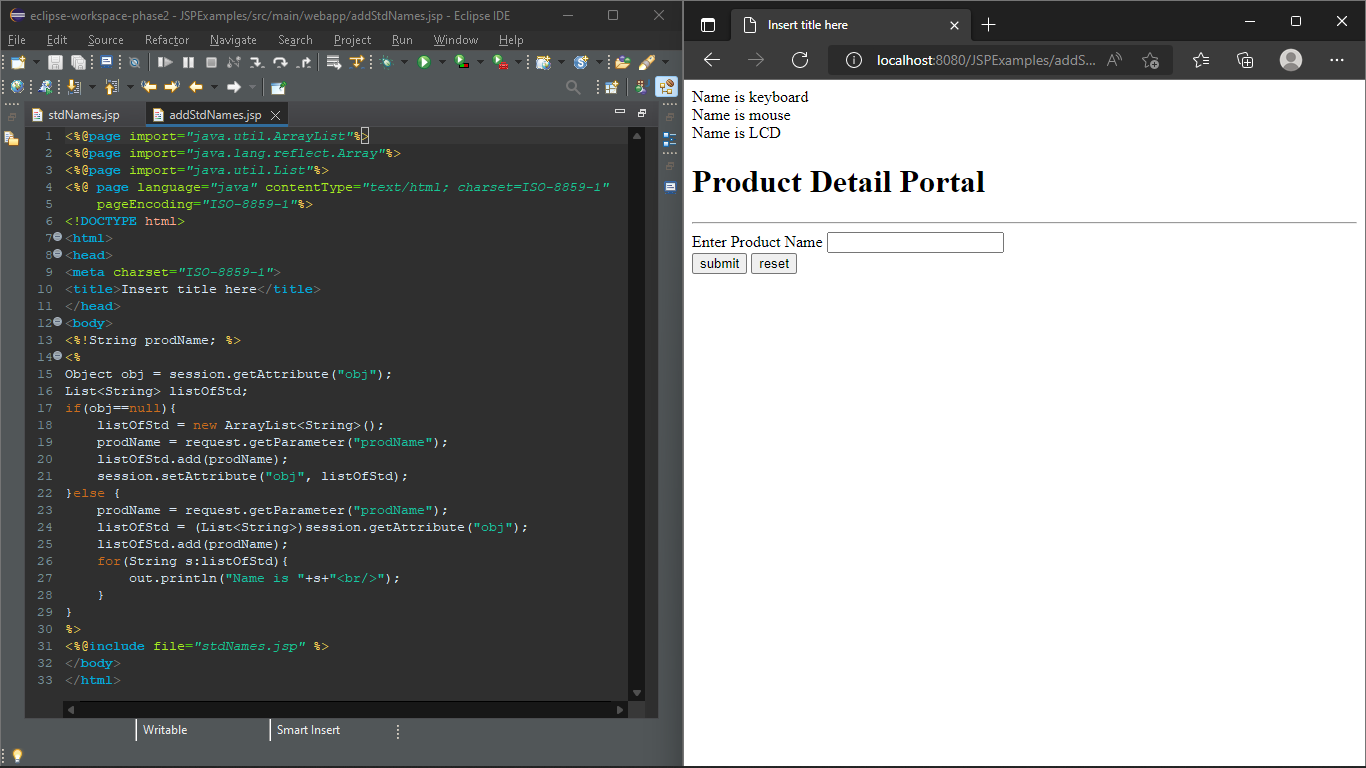 eclipse-workspace-phase2 - JSPExamples/src/main/webapp/addStdNames.jsp - Eclipse IDE
File Edit Source Refactor Navigate Search Project Run Window Help
stdNames.jsp addStdNames.jsp
1 <%@page import="java.util.ArrayList"%>
2 <%@page import="java.lang.reflect.Array"%>
3 <%@page import="java.util.List"%>
4 <%@ page language="java" contentType="text/html; charset=ISO-8859-1"
5     pageEncoding="ISO-8859-1"%>
6 <!DOCTYPE html>
7 <html>
8 <head>
9 <meta charset="ISO-8859-1">
10 <title>Insert title here</title>
11 </head>
12 <body>
13 <%!String prodName; %>
14 <%
15 Object obj = session.getAttribute("obj");
16 List<String> listOfStd;
17 if(obj==null){
18     listOfStd = new ArrayList<String>();
19     prodName = request.getParameter("prodName");
20     listOfStd.add(prodName);
21     session.setAttribute("obj", listOfStd);
22 }else {
23     prodName = request.getParameter("prodName");
24     listOfStd = (List<String>)session.getAttribute("obj");
25     listOfStd.add(prodName);
26     for(String s:listOfStd){
27         out.println("Name is "+s+"<br/>");
28     }
29 }
30 %>
31 <%@include file="stdNames.jsp" %>
32 </body>
33 </html>
Writable Smart Insert
Insert title here
localhost:8080/JSPExamples/addS...
Name is keyboard
Name is mouse
Name is LCD
Product Detail Portal
Enter Product Name
submit reset